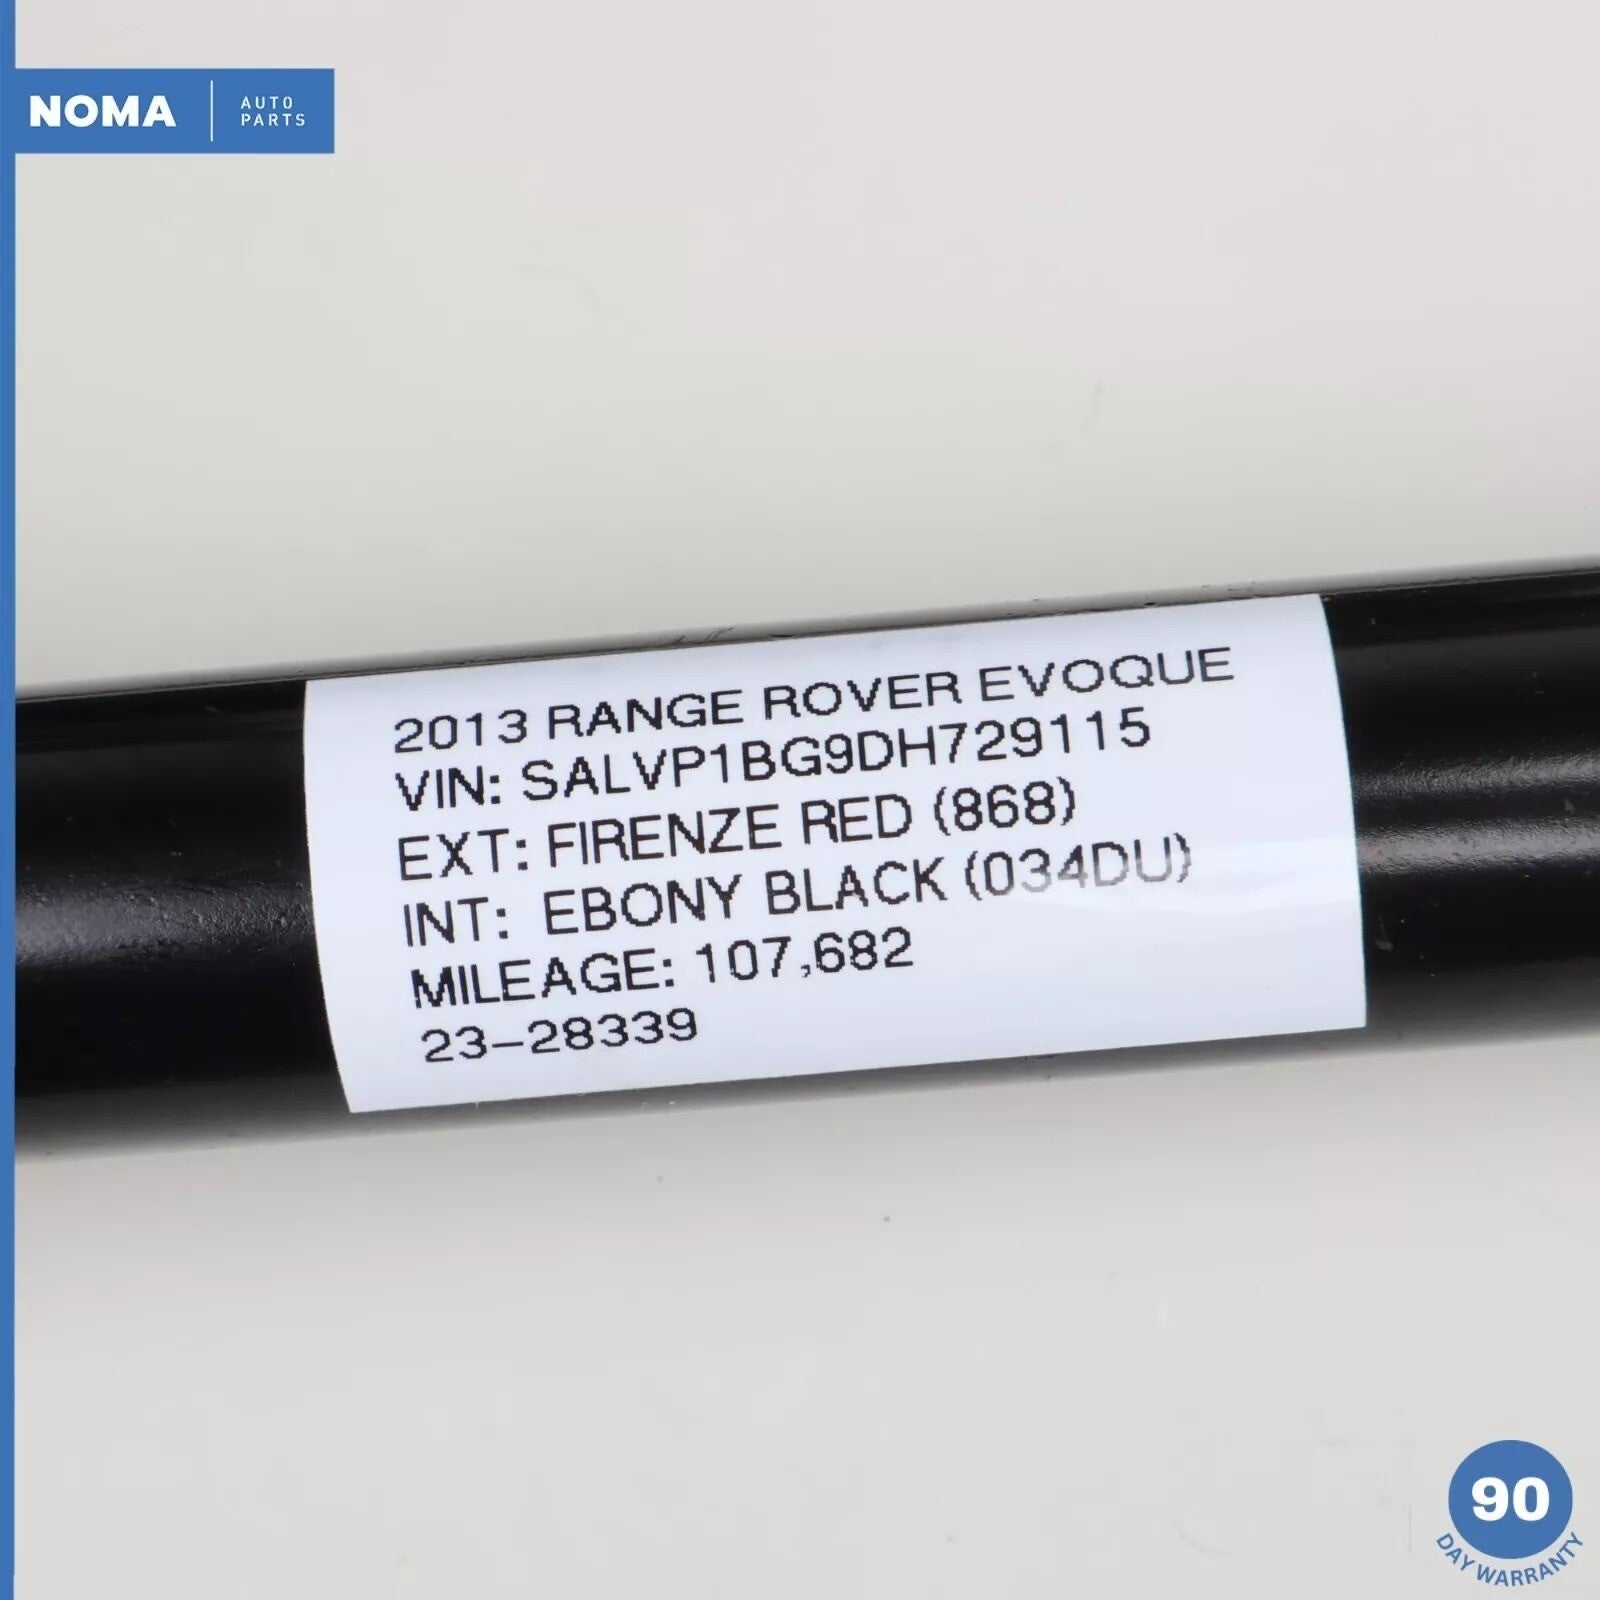 NOMA
AUTO
PARTS
2013 RANGE ROVER EVOQUE
VIN: SALVP1BG9DH729115
EXT: FIRENZE RED (868)
INT: EBONY BLACK (034DU)
MILEAGE: 107,682
23-28339
90
DAY WARRANTY